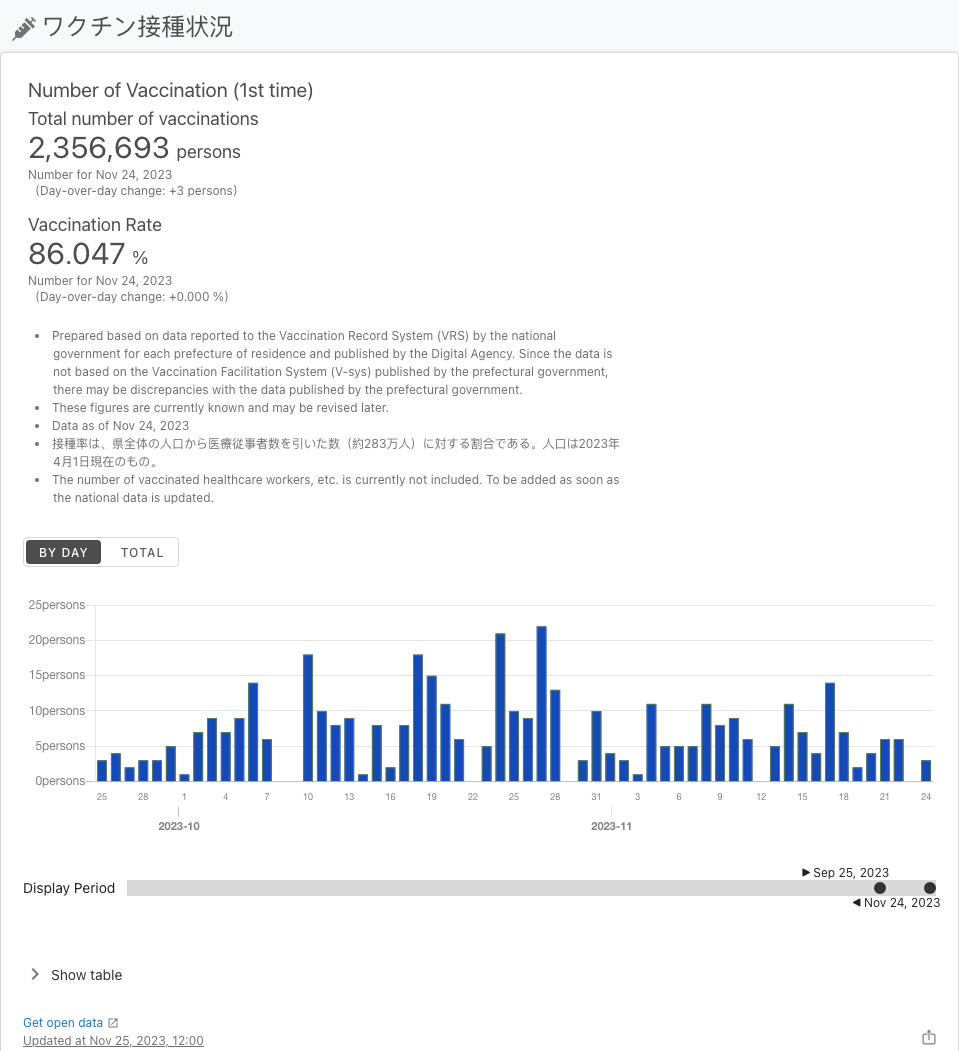 ワクチン接種状況
Number of Vaccination (1st time)
Total number of vaccinations
2,356,693 persons
Number for Nov 24, 2023
(Day-over-day change: +3 persons)
Vaccination Rate
86.047 %
Number for Nov 24, 2023
(Day-over-day change: +0.000 %)
• Prepared based on data reported to the Vaccination Record System (VRS) by the national
government for each prefecture of residence and published by the Digital Agency. Since the data is
not based on the Vaccination Facilitation System (V-sys) published by the prefectural government,
there may be discrepancies with the data published by the prefectural government.
• These figures are currently known and may be revised later.
• Data as of Nov 24, 2023
• 接種率は、県全体の人口から医療従事者数を引いた数（約283万人）に対する割合である。人口は2023年
4月1日現在のもの。
• The number of vaccinated healthcare workers, etc. is currently not included. To be added as soon as
the national data is updated.
BY DAY TOTAL
25persons
20persons
15persons
10persons
5persons
0persons
25 28 1 4 7 10 13 16 19 22 25 28 31 3 6 9 12 15 18 21 24
2023-10 2023-11
Sep 25, 2023
Display Period
Nov 24, 2023
Show table
Get open data
Updated at Nov 25, 2023, 12:00